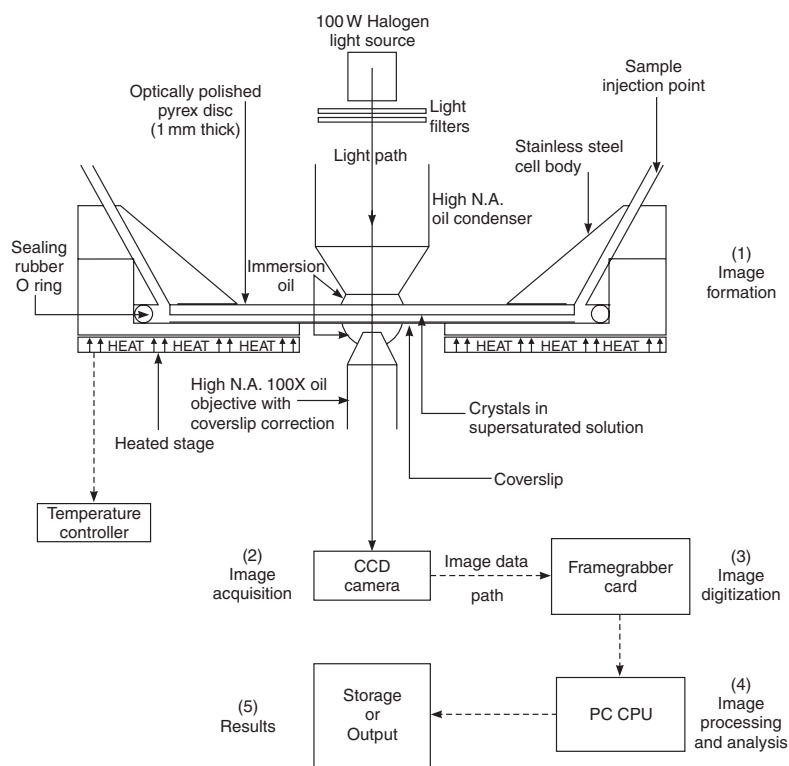 100 W Halogen
light source
Sample
injection point
Optically polished
pyrex disc
(1 mm thick)
Light
filters
Stainless steel
cell body
Light path
High N.A.
oil condenser
Sealing
rubber
O ring
Immersion
oil
(1)
Image
formation
HEAT HEAT HEAT
HEAT HEAT HEAT
High N.A. 100X oil
objective with
coverslip correction
Crystals in
supersaturated solution
Heated stage
Coverslip
Temperature
controller
(2)
Image
acquisition
CCD
camera
Image data
path
Framegrabber
card
(3)
Image
digitization
(5)
Results
Storage
or
Output
PC CPU
(4)
Image
processing
and analysis